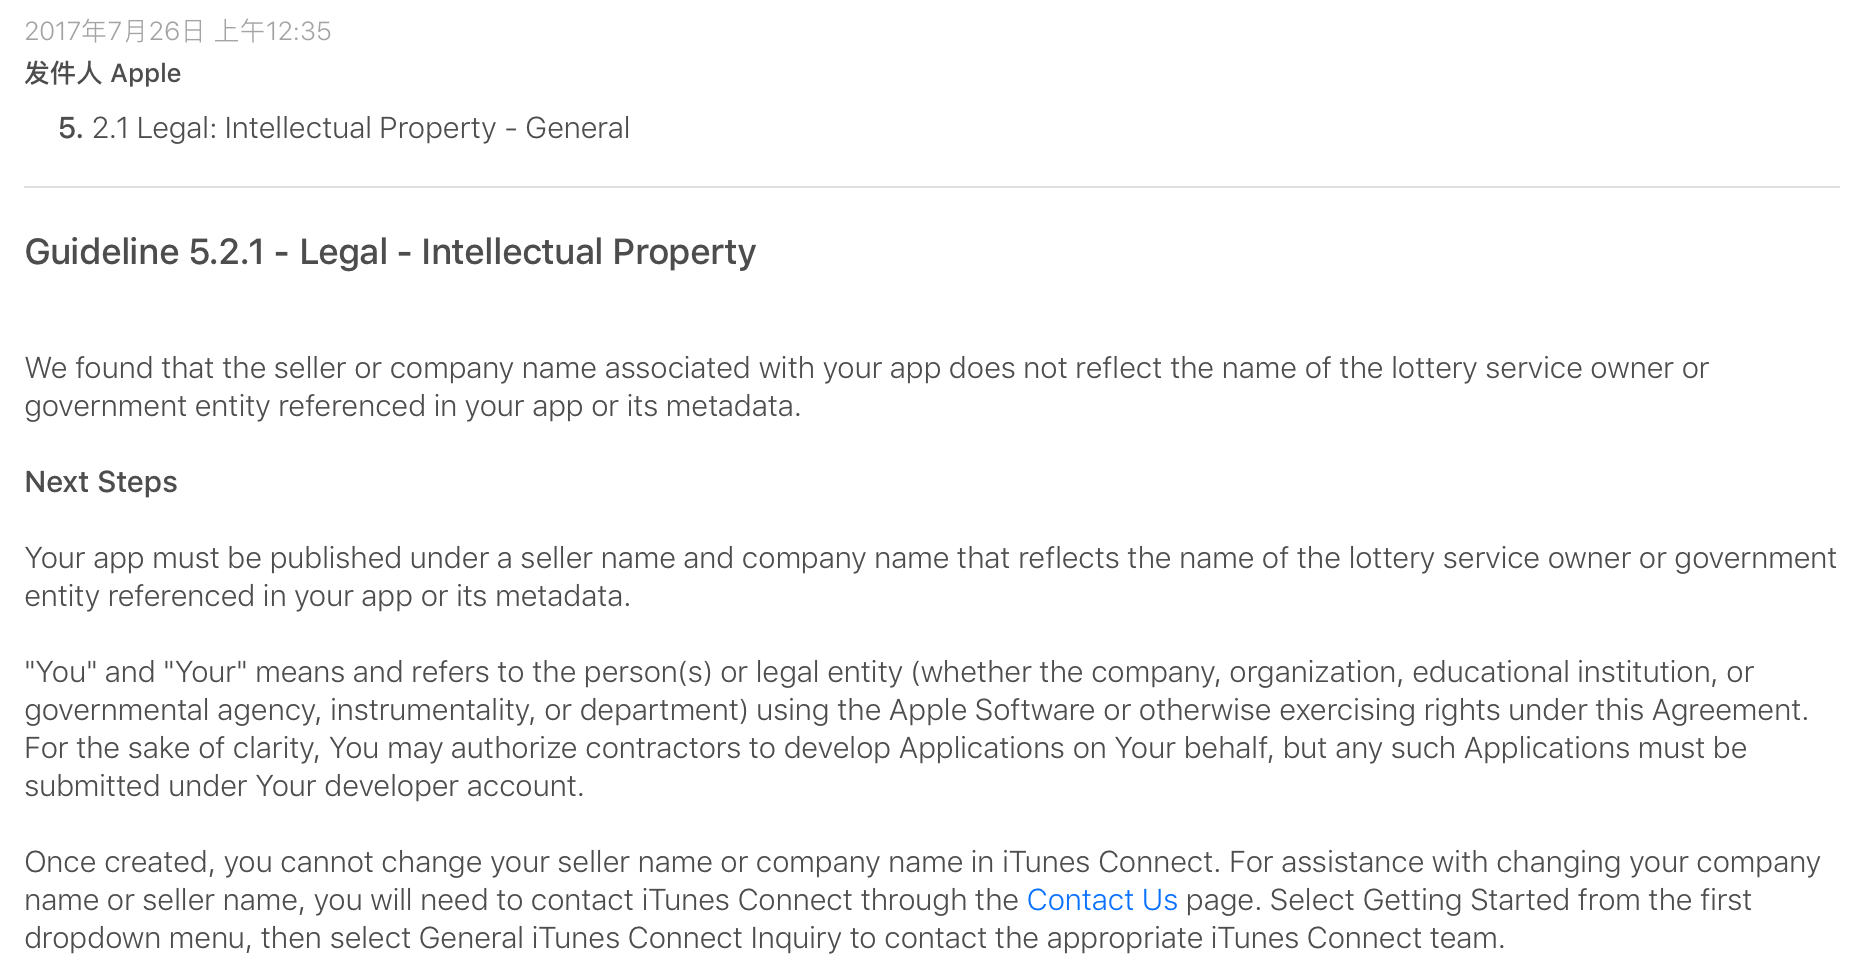 2017年7月26日 上午12:35
发件人 Apple
5. 2.1 Legal: Intellectual Property - General
Guideline 5.2.1 - Legal - Intellectual Property
We found that the seller or company name associated with your app does not reflect the name of the lottery service owner or
government entity referenced in your app or its metadata.
Next Steps
Your app must be published under a seller name and company name that reflects the name of the lottery service owner or government
entity referenced in your app or its metadata.
"You" and "Your" means and refers to the person(s) or legal entity (whether the company, organization, educational institution, or
governmental agency, instrumentality, or department) using the Apple Software or otherwise exercising rights under this Agreement.
For the sake of clarity, You may authorize contractors to develop Applications on Your behalf, but any such Applications must be
submitted under Your developer account.
Once created, you cannot change your seller name or company name in iTunes Connect. For assistance with changing your company
name or seller name, you will need to contact iTunes Connect through the Contact Us page. Select Getting Started from the first
dropdown menu, then select General iTunes Connect Inquiry to contact the appropriate iTunes Connect team.